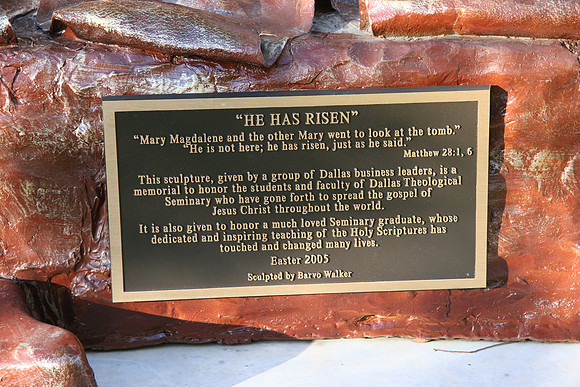 “HE HAS RISEN”
“Mary Magdalene and the other Mary went to look at the tomb.”
“He is not here; he has risen, just as he said.”
Matthew 28:1, 6
This sculpture, given by a group of Dallas business leaders, is a
memorial to honor the students and faculty of Dallas Theological
Seminary who have gone forth to spread the gospel of
Jesus Christ throughout the world.
It is also given to honor a much loved Seminary graduate, whose
dedicated and inspiring teaching of the Holy Scriptures has
touched and changed many lives.
Easter 2005
Sculpted by Barvo Walker